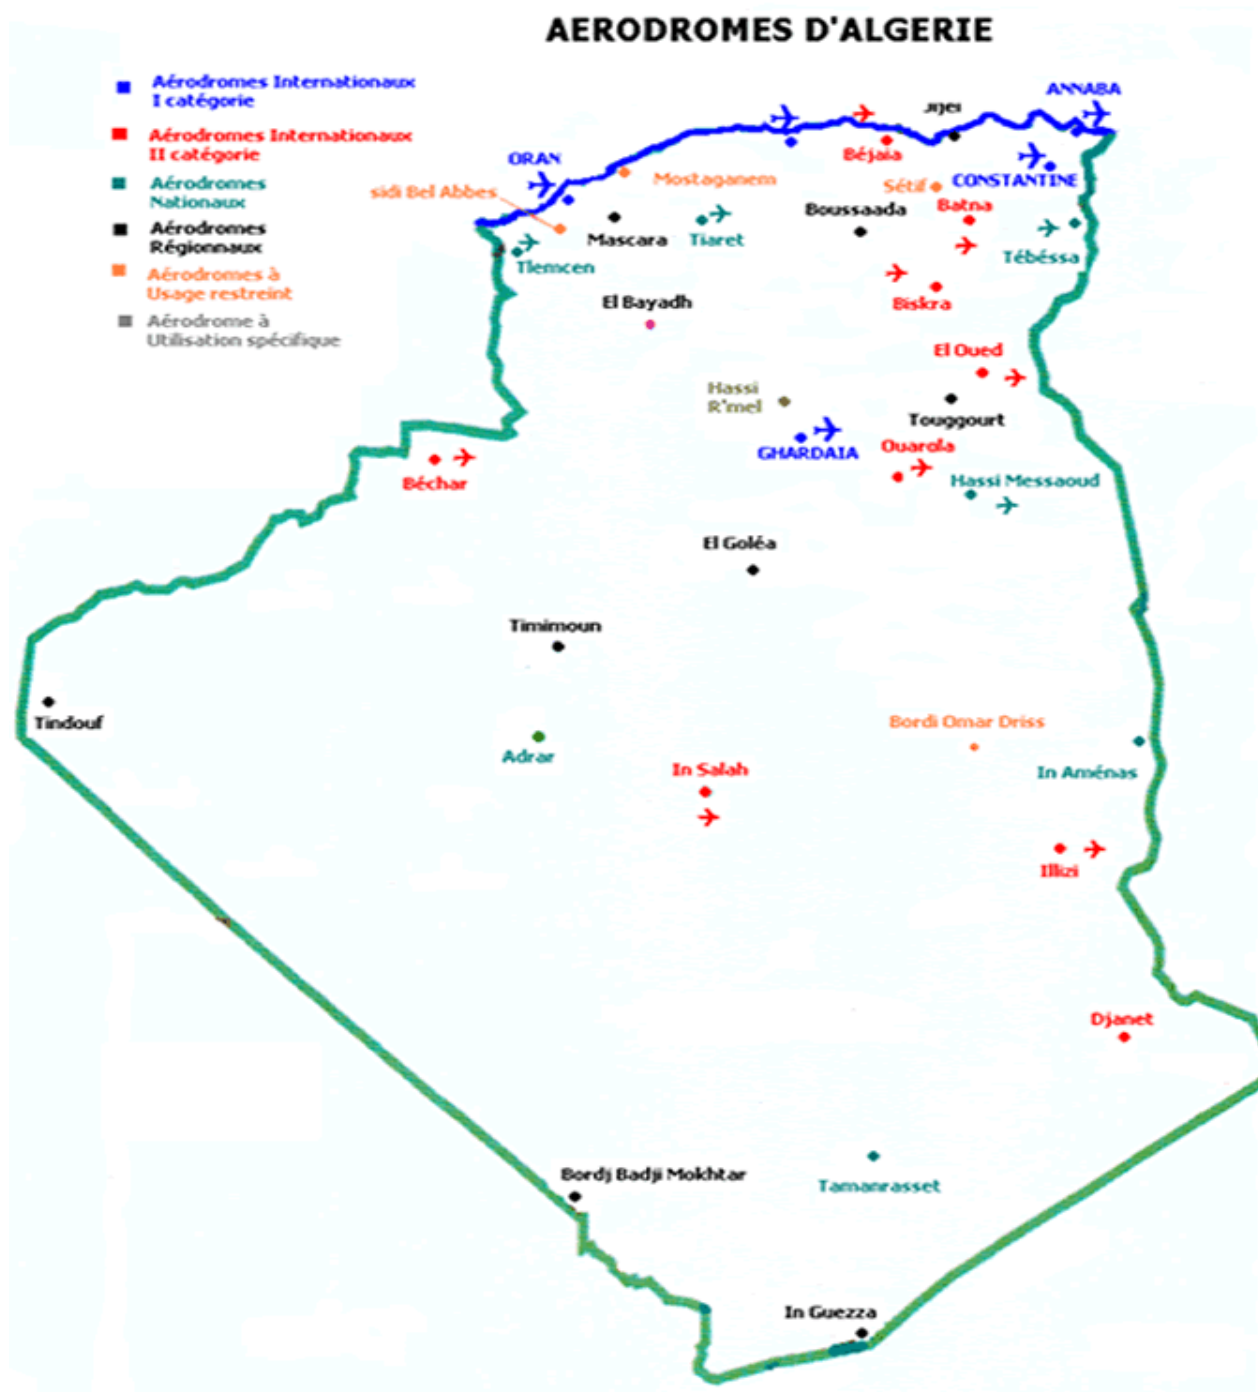 AERODROMES D'ALGERIE
Aérodromes Internationaux
I catégorie
Aérodromes Internationaux
II catégorie
Aérodromes
Nationaux
Aérodromes
Régionnaux
Aérodromes à
Usage restreint
Aérodrome à
Utilisation spécifique
ANNABA
Jijel
ORAN
Béjaia
CONSTANTINE
Mostaganem
sidi Bel Abbes
Sétif
Batna
Boussaada
Mascara
Tiaret
Tlemcen
Tébéssa
El Bayadh
Biskra
El Oued
Hassi
R'mel
Touggourt
GHARDAIA
Ouarola
Béchar
Hassi Messaoud
El Goléa
Timimoun
Tindouf
Bordi Omar Driss
Adrar
In Salah
In Aménas
Illizi
Djanet
Bordj Badji Mokhtar
Tamanrasset
In Guezza